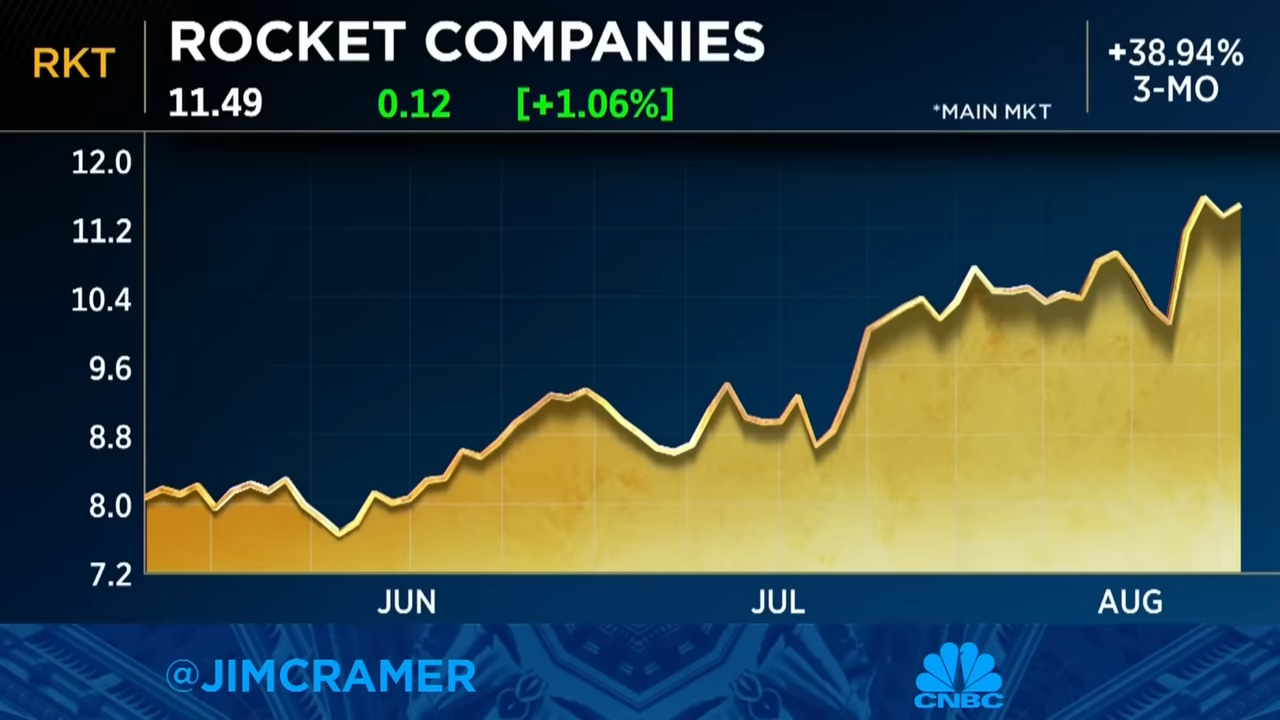 RKT
ROCKET COMPANIES
11.49 0.12 [+1.06%]
*MAIN MKT
+38.94%
3-MO
12.0
11.2
10.4
9.6
8.8
8.0
7.2
JUN JUL AUG
@JIMCRAMER
CNBC